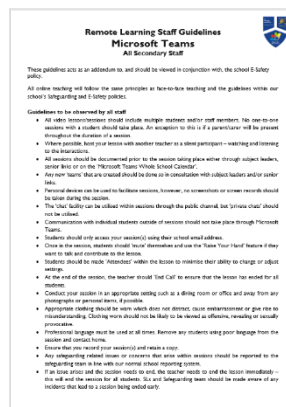 Remote Learning Staff Guidelines
Microsoft Teams
All Secondary Staff
These guidelines acts as an addendum to, and should be viewed in conjunction with, the school E-Safety
policy.
All online teaching will follow the same principles as face-to-face teaching and the guidelines within our
school's Safeguarding and E-Safety policies.
Guidelines to be observed by all staff
• All video lessons/sessions should include multiple students and/or staff members. No one-to-one
sessions with a student should take place. An exception to this is if a parent/carer will be present
throughout the duration of a session.
• Where possible, host your lesson with another teacher as a silent participant – watching and listening
to the interactions.
• All sessions should be documented prior to the session taking place either through subject leaders,
senior links or on the 'Microsoft Teams Whole School Calendar'.
• Any new 'teams' that are created should be done so in consultation with subject leaders and/or senior
links.
• Personal devices can be used to facilitate sessions, however, no screenshots or screen records should
be taken during the session.
• The 'chat' facility can be utilised within sessions through the public channel, but 'private chats' should
not be utilised.
• Communication with individual students outside of sessions should not take place through Microsoft
Teams.
• Students should only access your session(s) using their school email address.
• Once in the session, students should 'mute' themselves and use the 'Raise Your Hand' feature if they
want to talk and contribute to the lesson.
• Students should be made 'Attendees' within the lesson to minimise their ability to change or adjust
settings.
• At the end of the session, the teacher should 'End Call' to ensure that the lesson has ended for all
students.
• Conduct your session in an appropriate setting such as a dining room or office and away from any
photographs or personal items, if possible.
• Appropriate clothing should be worn which does not distract, cause embarrassment or give rise to
misunderstanding. Clothing worn should not be likely to be viewed as offensive, revealing or sexually
provocative.
• Professional language must be used at all times. Remove any students using poor language from the
session and contact home.
• Ensure that you record your session(s) and retain a copy.
• Any safeguarding related issues or concerns that arise within sessions should be reported to the
safeguarding team in line with our normal school reporting system.
• If an issue arises and the session needs to end, the teacher needs to end the lesson immediately –
this will end the session for all students. SLs and Safeguarding team should be made aware of any
incidents that lead to a session being ended early.